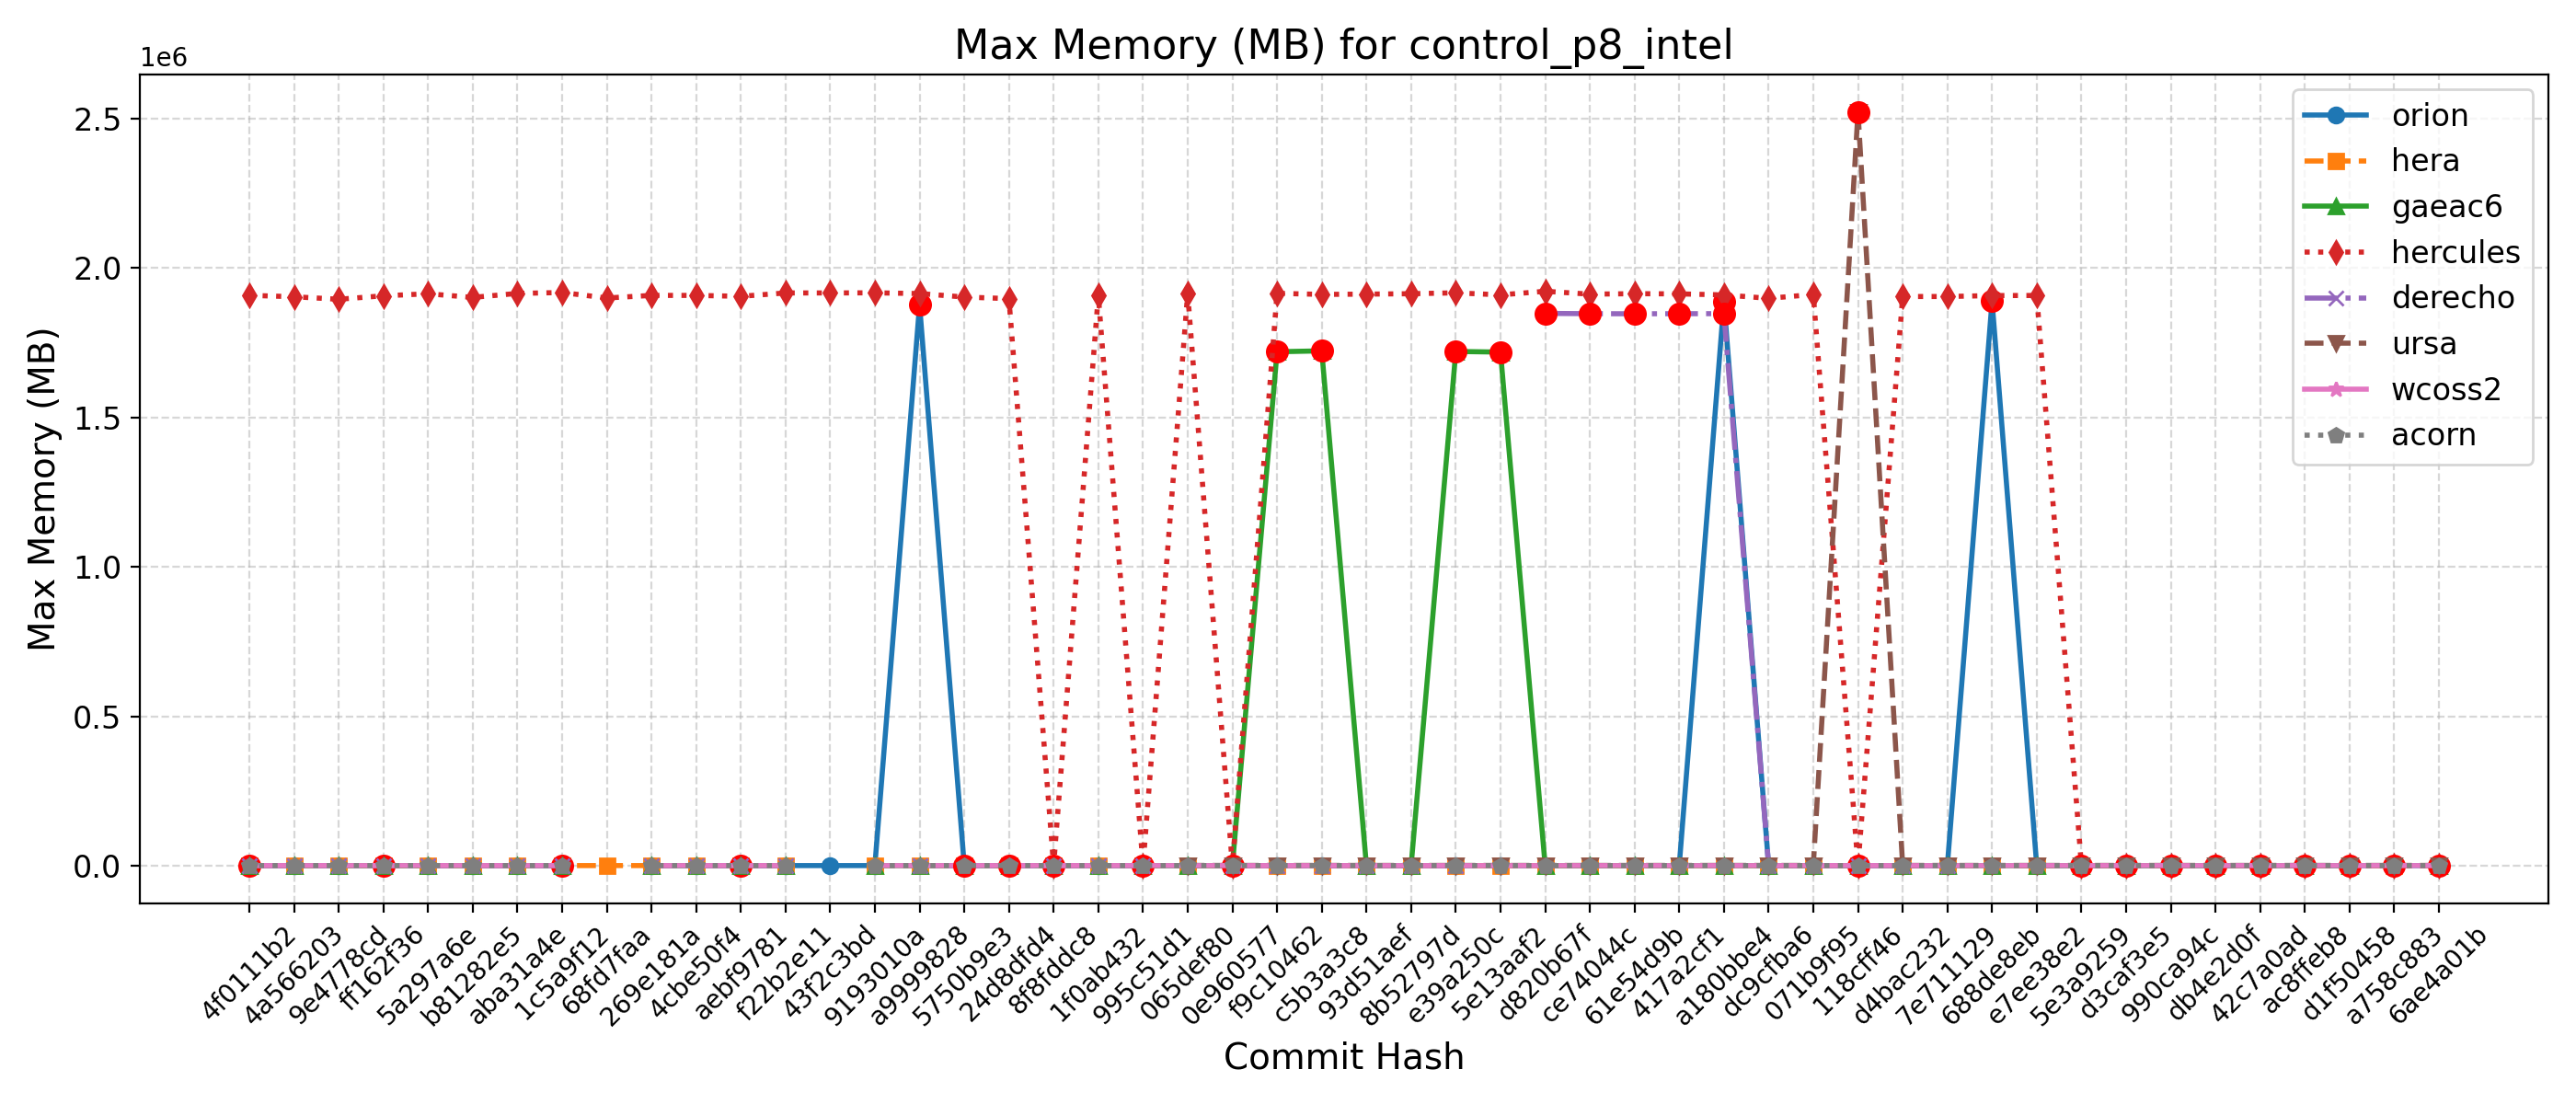 Max Memory (MB) for control_p8_intel
1e6
2.5
2.0
1.5
1.0
0.5
0.0
Max Memory (MB)
orion
hera
gaeac6
hercules
derecho
ursa
wcoss2
acorn
4f0111b2
4a566203
9e4778cd
ff162f36
5a297a6e
b81282e5
aba31a4e
1c5a9f12
68fd7faa
269e181a
4cbe50f4
aebf9781
f22b2e11
43f2c3bd
9193010a
a9999828
5750b9e3
24d8dfd4
8f8fddc8
1f0ab432
995c51d1
065def80
0e960577
f9c10462
c5b3a3c8
93d51aef
8b52797d
e39a250c
5e13aaf2
d820b67f
ce74044c
61e54d9b
417a2cf1
a180bbe4
dc9cfba6
071b9f95
118cff46
d4bac232
7e711129
688de8eb
e7ee38e2
5e3a9259
d3caf3e5
990ca94c
db4e2d0f
42c7a0ad
ac8ffeb8
d1f50458
a758c883
6ae4a01b
Commit Hash